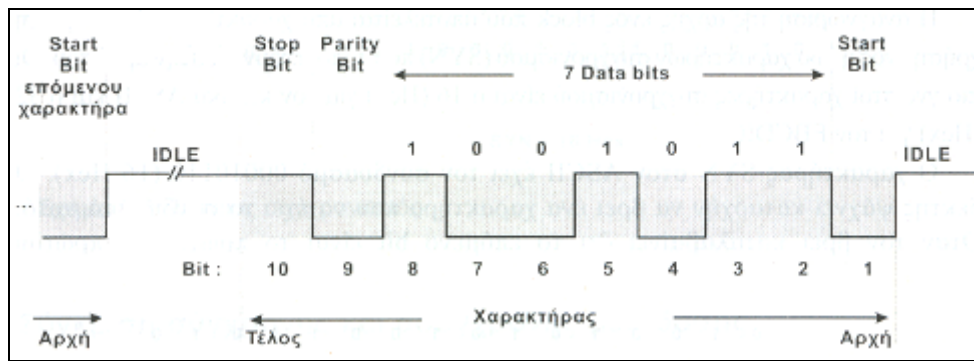 Start Bit επόμενου χαρακτήρα
Stop Bit
Parity Bit
7 Data bits
Start Bit
IDLE
1 0 0 1 0 1 1
IDLE
...
Bit : 10 9 8 7 6 5 4 3 2 1
Αρχή
Τέλος
Χαρακτήρας
Αρχή